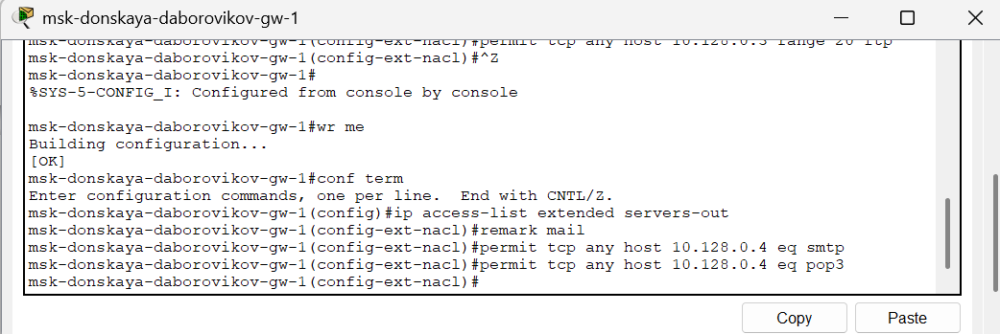 msk-donskaya-daborovikov-gw-1
msk-donskaya-daborovikov-gw-1(config-ext-nacl)#permit tcp any host 10.128.0.3 range 20 ftp
msk-donskaya-daborovikov-gw-1(config-ext-nacl)#^Z
msk-donskaya-daborovikov-gw-1#
%SYS-5-CONFIG_I: Configured from console by console
msk-donskaya-daborovikov-gw-1#wr me
Building configuration...
[OK]
msk-donskaya-daborovikov-gw-1#conf term
Enter configuration commands, one per line.  End with CNTL/Z.
msk-donskaya-daborovikov-gw-1(config)#ip access-list extended servers-out
msk-donskaya-daborovikov-gw-1(config-ext-nacl)#remark mail
msk-donskaya-daborovikov-gw-1(config-ext-nacl)#permit tcp any host 10.128.0.4 eq smtp
msk-donskaya-daborovikov-gw-1(config-ext-nacl)#permit tcp any host 10.128.0.4 eq pop3
msk-donskaya-daborovikov-gw-1(config-ext-nacl)#
Copy
Paste